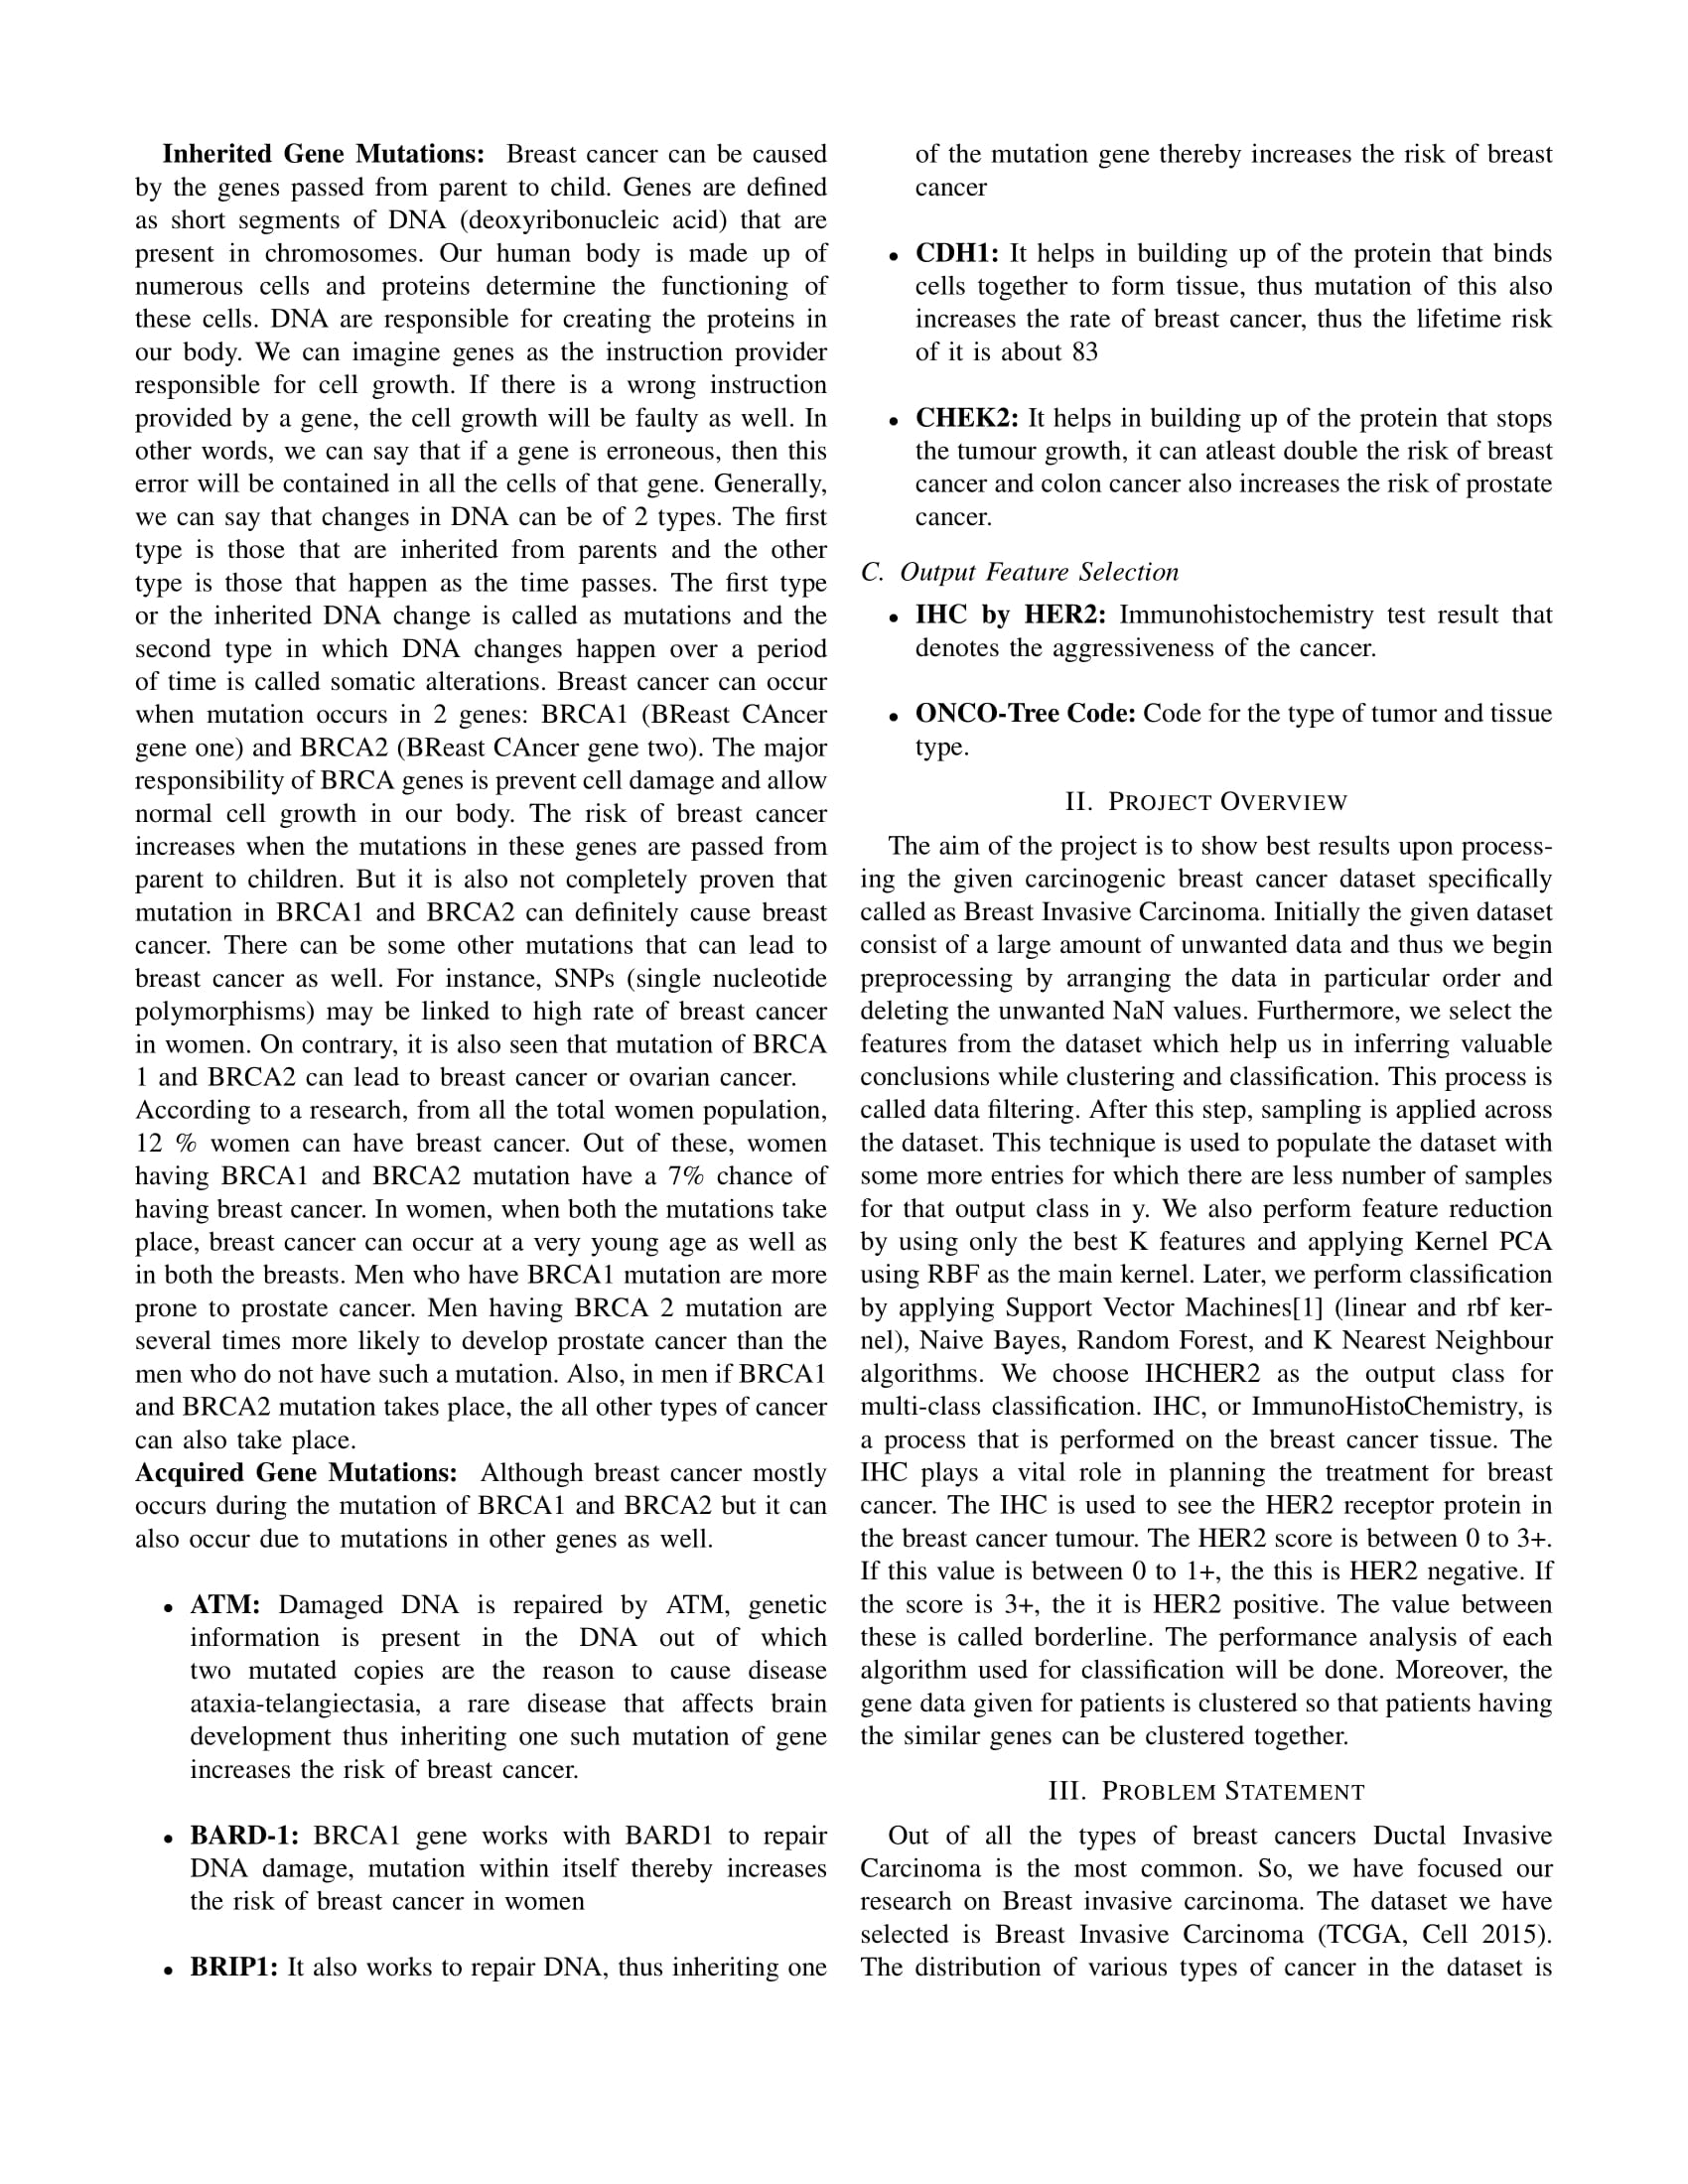 Inherited Gene Mutations: Breast cancer can be caused
by the genes passed from parent to child. Genes are defined
as short segments of DNA (deoxyribonucleic acid) that are
present in chromosomes. Our human body is made up of
numerous cells and proteins determine the functioning of
these cells. DNA are responsible for creating the proteins in
our body. We can imagine genes as the instruction provider
responsible for cell growth. If there is a wrong instruction
provided by a gene, the cell growth will be faulty as well. In
other words, we can say that if a gene is erroneous, then this
error will be contained in all the cells of that gene. Generally,
we can say that changes in DNA can be of 2 types. The first
type is those that are inherited from parents and the other
type is those that happen as the time passes. The first type
or the inherited DNA change is called as mutations and the
second type in which DNA changes happen over a period
of time is called somatic alterations. Breast cancer can occur
when mutation occurs in 2 genes: BRCA1 (BReast CAncer
gene one) and BRCA2 (BReast CAncer gene two). The major
responsibility of BRCA genes is prevent cell damage and allow
normal cell growth in our body. The risk of breast cancer
increases when the mutations in these genes are passed from
parent to children. But it is also not completely proven that
mutation in BRCA1 and BRCA2 can definitely cause breast
cancer. There can be some other mutations that can lead to
breast cancer as well. For instance, SNPs (single nucleotide
polymorphisms) may be linked to high rate of breast cancer
in women. On contrary, it is also seen that mutation of BRCA
1 and BRCA2 can lead to breast cancer or ovarian cancer.
According to a research, from all the total women population,
12 % women can have breast cancer. Out of these, women
having BRCA1 and BRCA2 mutation have a 7% chance of
having breast cancer. In women, when both the mutations take
place, breast cancer can occur at a very young age as well as
in both the breasts. Men who have BRCA1 mutation are more
prone to prostate cancer. Men having BRCA 2 mutation are
several times more likely to develop prostate cancer than the
men who do not have such a mutation. Also, in men if BRCA1
and BRCA2 mutation takes place, the all other types of cancer
can also take place.
Acquired Gene Mutations: Although breast cancer mostly
occurs during the mutation of BRCA1 and BRCA2 but it can
also occur due to mutations in other genes as well.
• ATM: Damaged DNA is repaired by ATM, genetic
information is present in the DNA out of which
two mutated copies are the reason to cause disease
ataxia-telangiectasia, a rare disease that affects brain
development thus inheriting one such mutation of gene
increases the risk of breast cancer.
• BARD-1: BRCA1 gene works with BARD1 to repair
DNA damage, mutation within itself thereby increases
the risk of breast cancer in women
• BRIP1: It also works to repair DNA, thus inheriting one
of the mutation gene thereby increases the risk of breast
cancer
• CDH1: It helps in building up of the protein that binds
cells together to form tissue, thus mutation of this also
increases the rate of breast cancer, thus the lifetime risk
of it is about 83
• CHEK2: It helps in building up of the protein that stops
the tumour growth, it can atleast double the risk of breast
cancer and colon cancer also increases the risk of prostate
cancer.
C. Output Feature Selection
• IHC by HER2: Immunohistochemistry test result that
denotes the aggressiveness of the cancer.
• ONCO-Tree Code: Code for the type of tumor and tissue
type.
II. PROJECT OVERVIEW
The aim of the project is to show best results upon process-
ing the given carcinogenic breast cancer dataset specifically
called as Breast Invasive Carcinoma. Initially the given dataset
consist of a large amount of unwanted data and thus we begin
preprocessing by arranging the data in particular order and
deleting the unwanted NaN values. Furthermore, we select the
features from the dataset which help us in inferring valuable
conclusions while clustering and classification. This process is
called data filtering. After this step, sampling is applied across
the dataset. This technique is used to populate the dataset with
some more entries for which there are less number of samples
for that output class in y. We also perform feature reduction
by using only the best K features and applying Kernel PCA
using RBF as the main kernel. Later, we perform classification
by applying Support Vector Machines[1] (linear and rbf ker-
nel), Naive Bayes, Random Forest, and K Nearest Neighbour
algorithms. We choose IHCHER2 as the output class for
multi-class classification. IHC, or ImmunoHistoChemistry, is
a process that is performed on the breast cancer tissue. The
IHC plays a vital role in planning the treatment for breast
cancer. The IHC is used to see the HER2 receptor protein in
the breast cancer tumour. The HER2 score is between 0 to 3+.
If this value is between 0 to 1+, the this is HER2 negative. If
the score is 3+, the it is HER2 positive. The value between
these is called borderline. The performance analysis of each
algorithm used for classification will be done. Moreover, the
gene data given for patients is clustered so that patients having
the similar genes can be clustered together.
III. PROBLEM STATEMENT
Out of all the types of breast cancers Ductal Invasive
Carcinoma is the most common. So, we have focused our
research on Breast invasive carcinoma. The dataset we have
selected is Breast Invasive Carcinoma (TCGA, Cell 2015).
The distribution of various types of cancer in the dataset is